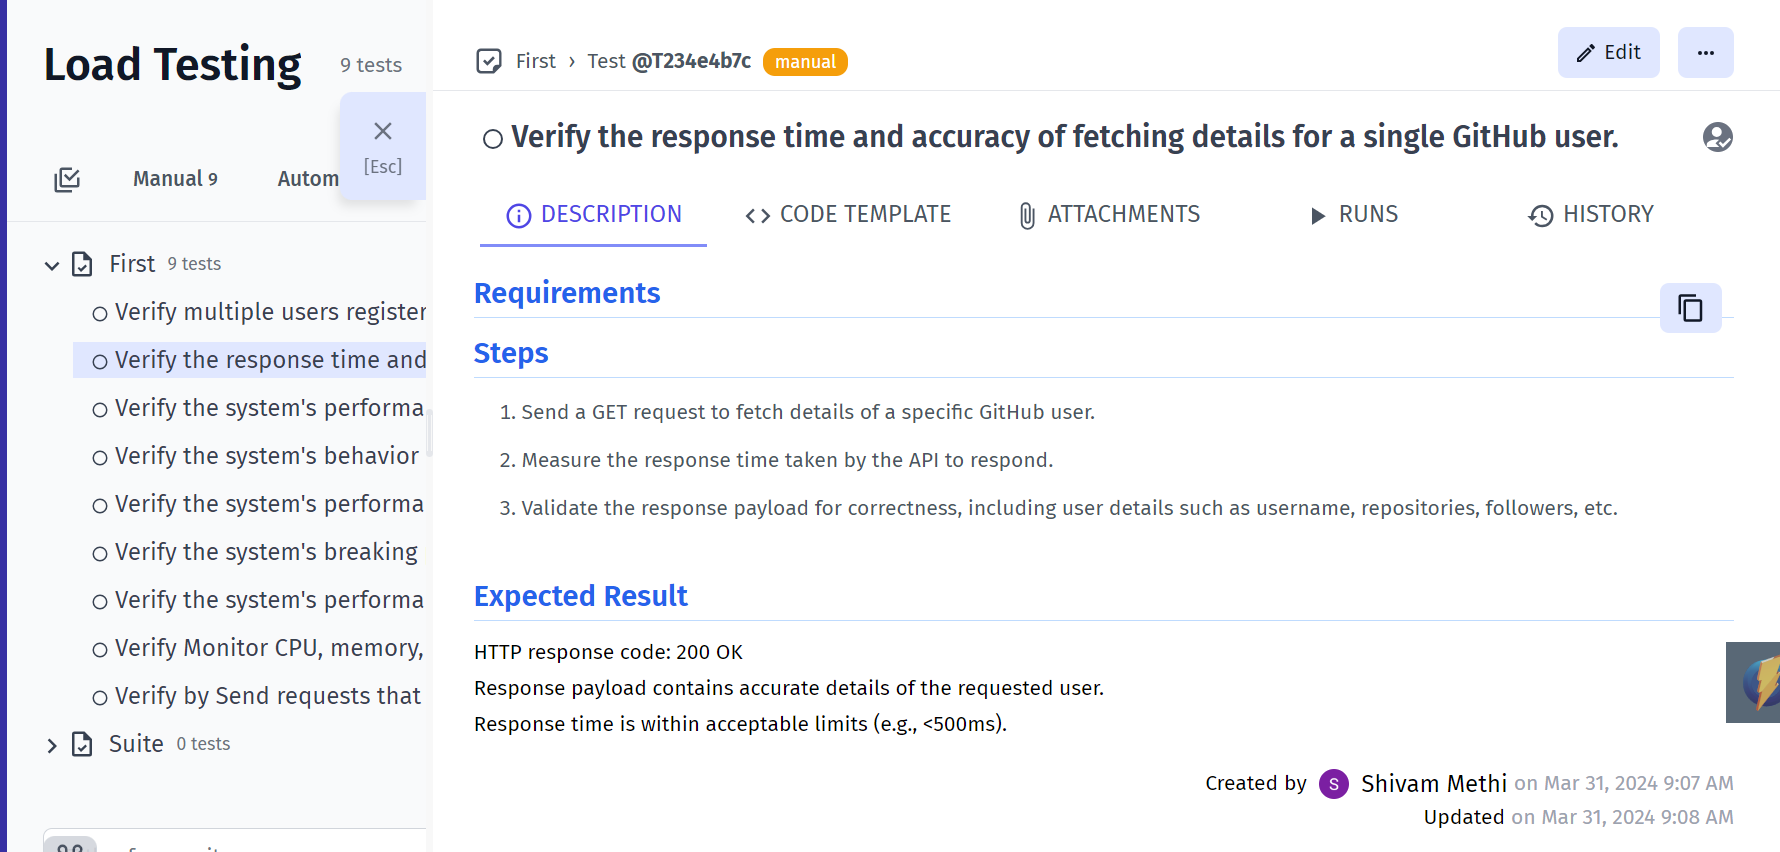 Load Testing
9 tests
[Esc]
Manual 9
Autom
First 9 tests
Verify multiple users register
Verify the response time and
Verify the system's performa
Verify the system's behavior
Verify the system's performa
Verify the system's breaking
Verify the system's performa
Verify Monitor CPU, memory,
Verify by Send requests that
Suite 0 tests
First › Test @T234e4b7c manual
Edit
Verify the response time and accuracy of fetching details for a single GitHub user.
DESCRIPTION
CODE TEMPLATE
ATTACHMENTS
RUNS
HISTORY
Requirements
Steps
1. Send a GET request to fetch details of a specific GitHub user.
2. Measure the response time taken by the API to respond.
3. Validate the response payload for correctness, including user details such as username, repositories, followers, etc.
Expected Result
HTTP response code: 200 OK
Response payload contains accurate details of the requested user.
Response time is within acceptable limits (e.g., <500ms).
Created by S Shivam Methi on Mar 31, 2024 9:07 AM
Updated on Mar 31, 2024 9:08 AM